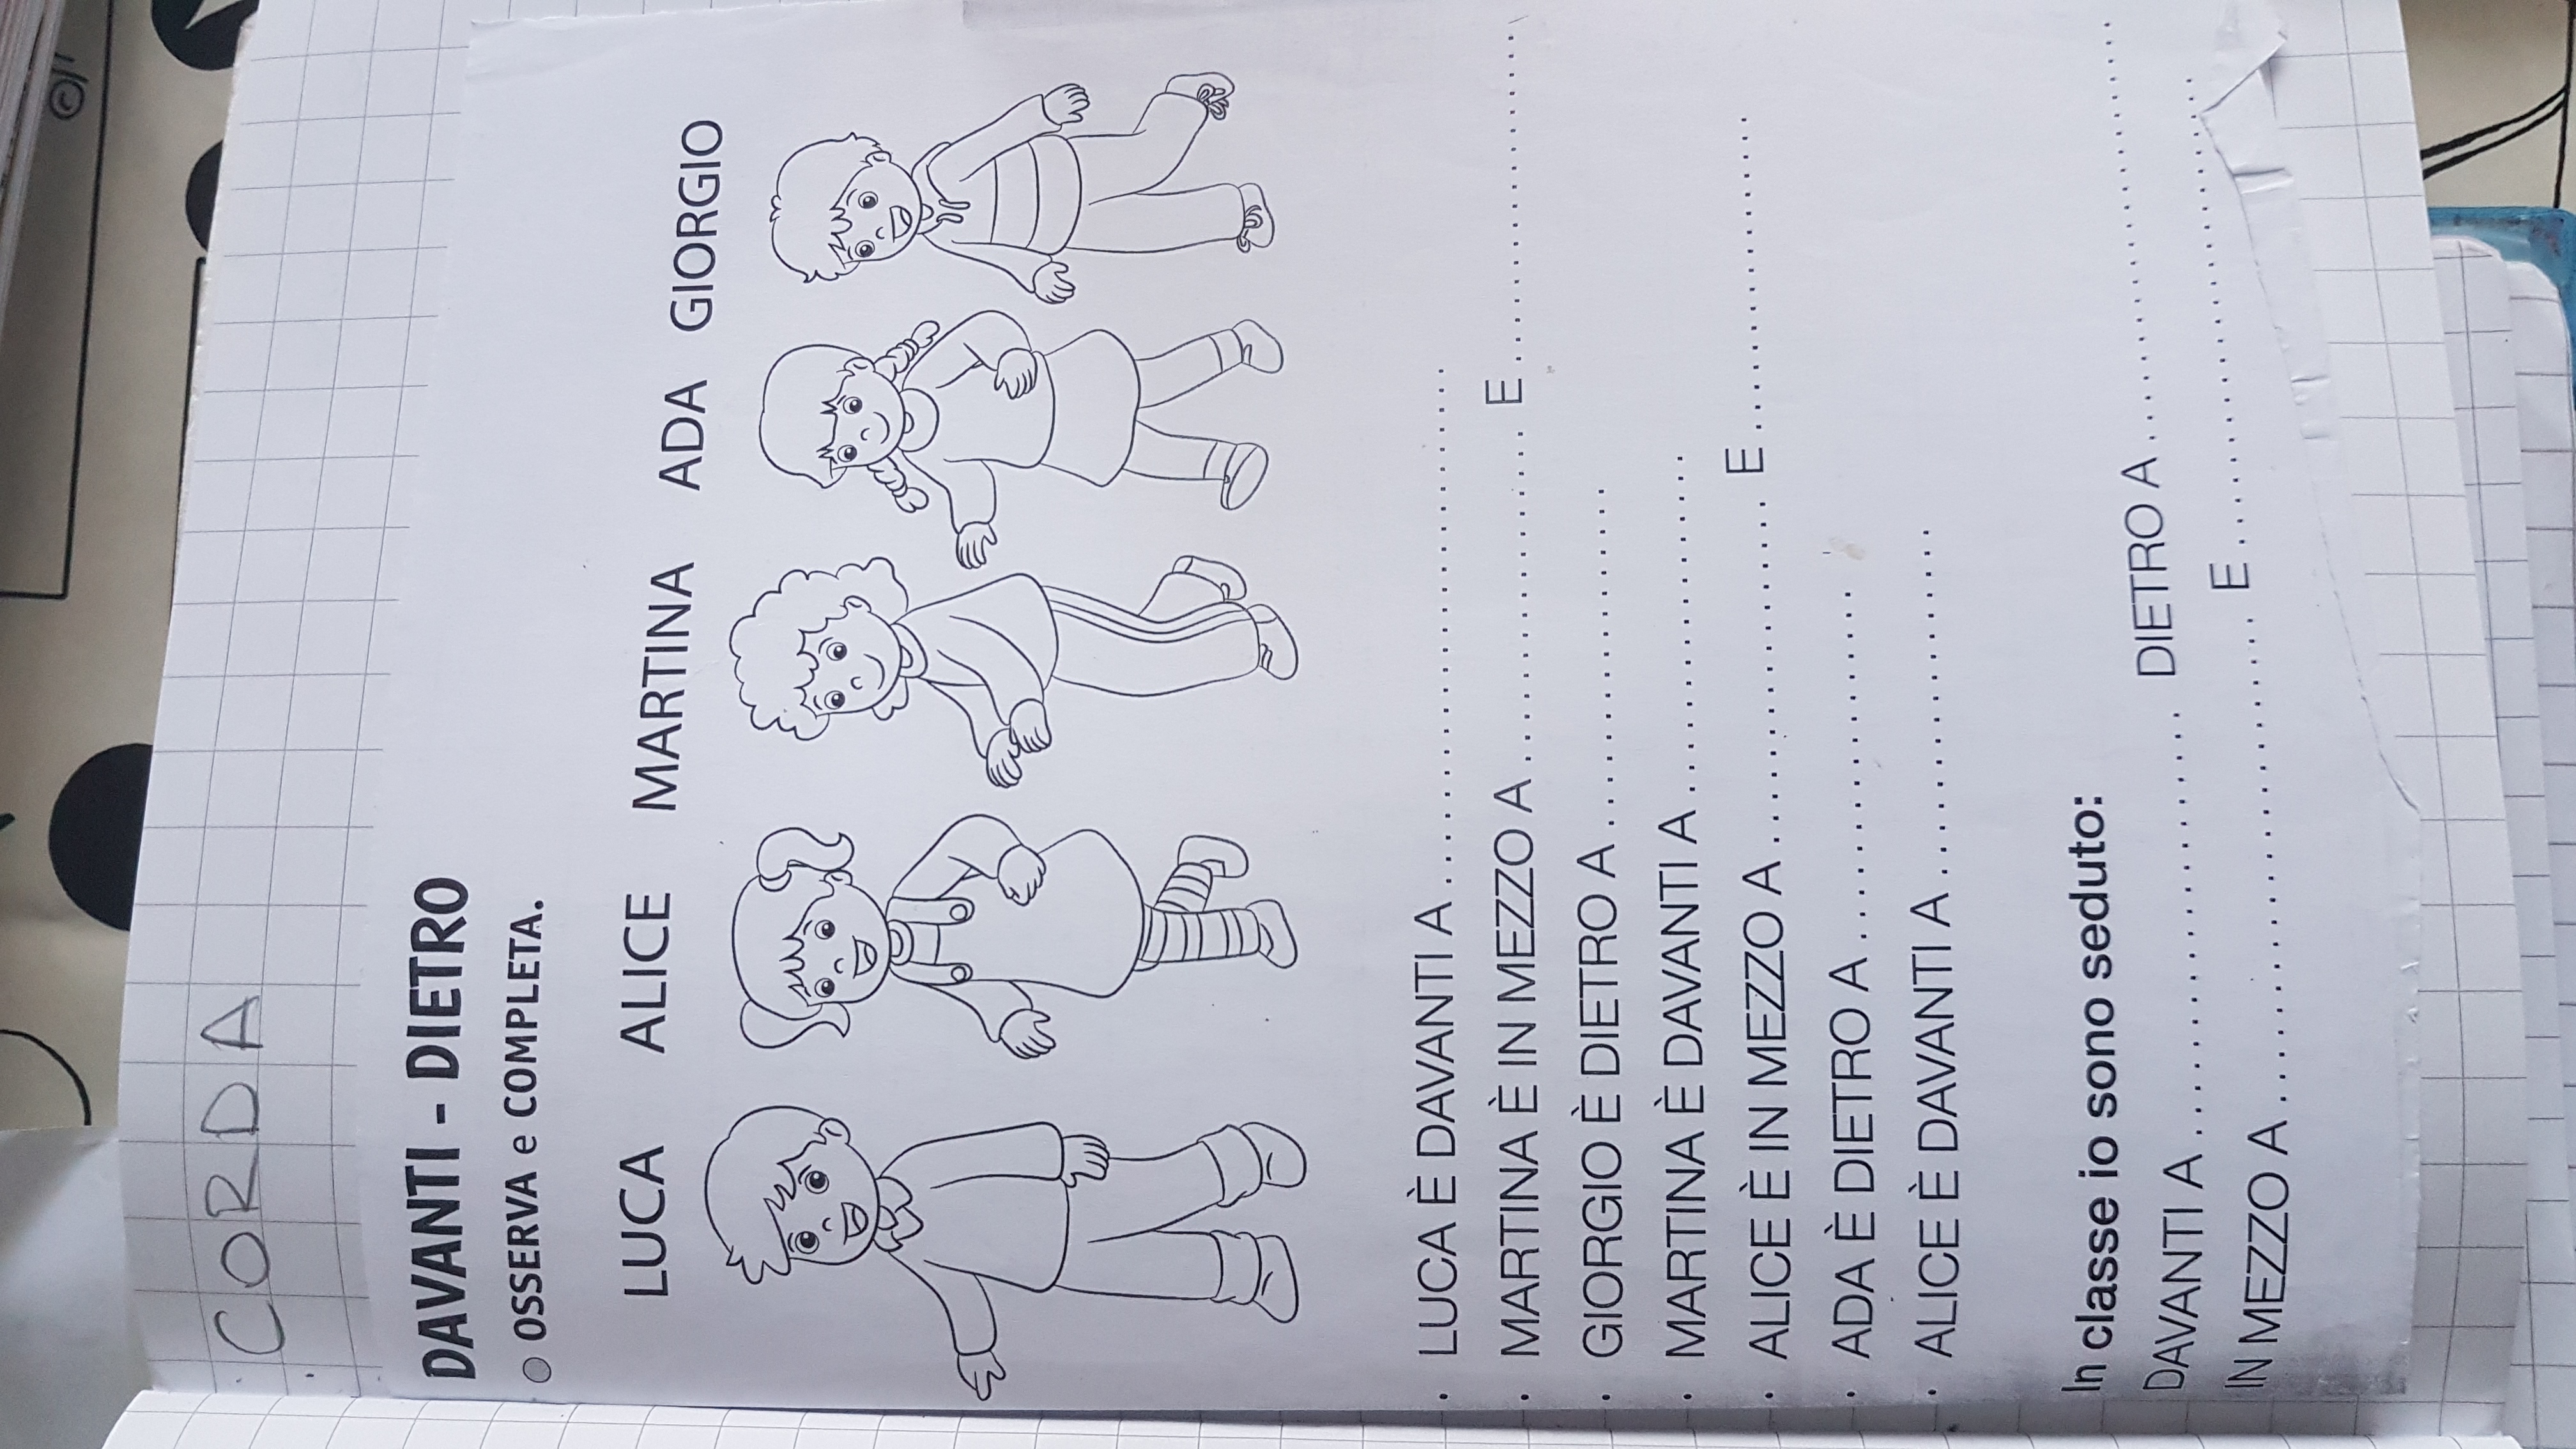 CORDA
DAVANTI - DIETRO
OSSERVA e COMPLETA.
LUCA ALICE MARTINA ADA GIORGIO
· LUCA È DAVANTI A ..........................
· MARTINA È IN MEZZO A ................. E .................
· GIORGIO È DIETRO A .................
· MARTINA È DAVANTI A .................
· ALICE È IN MEZZO A ................. E .................
· ADA È DIETRO A .................
· ALICE È DAVANTI A .................
In classe io sono seduto:
DAVANTI A .................... DIETRO A ......................
IN MEZZO A ........................ E ........................